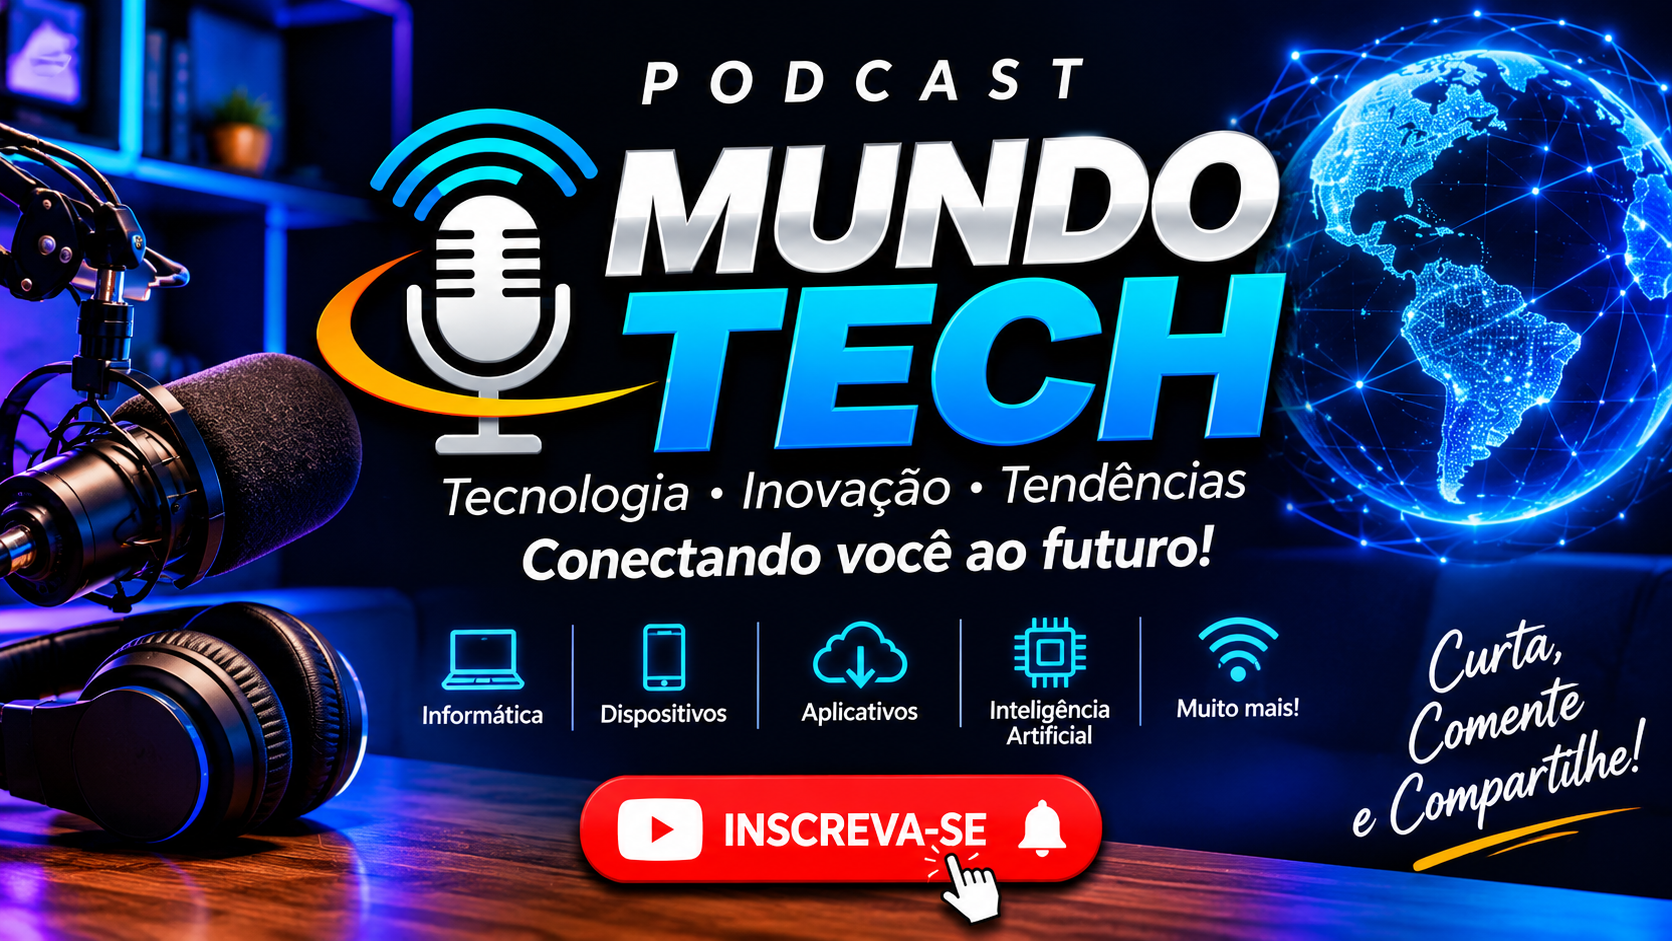 PODCAST
MUNDO
TECH
Tecnologia • Inovação • Tendências
Conectando você ao futuro!
Informática
Dispositivos
Aplicativos
Inteligência
Artificial
Muito mais!
Curta,
Comente
e Compartilhe!
INSCREVA-SE